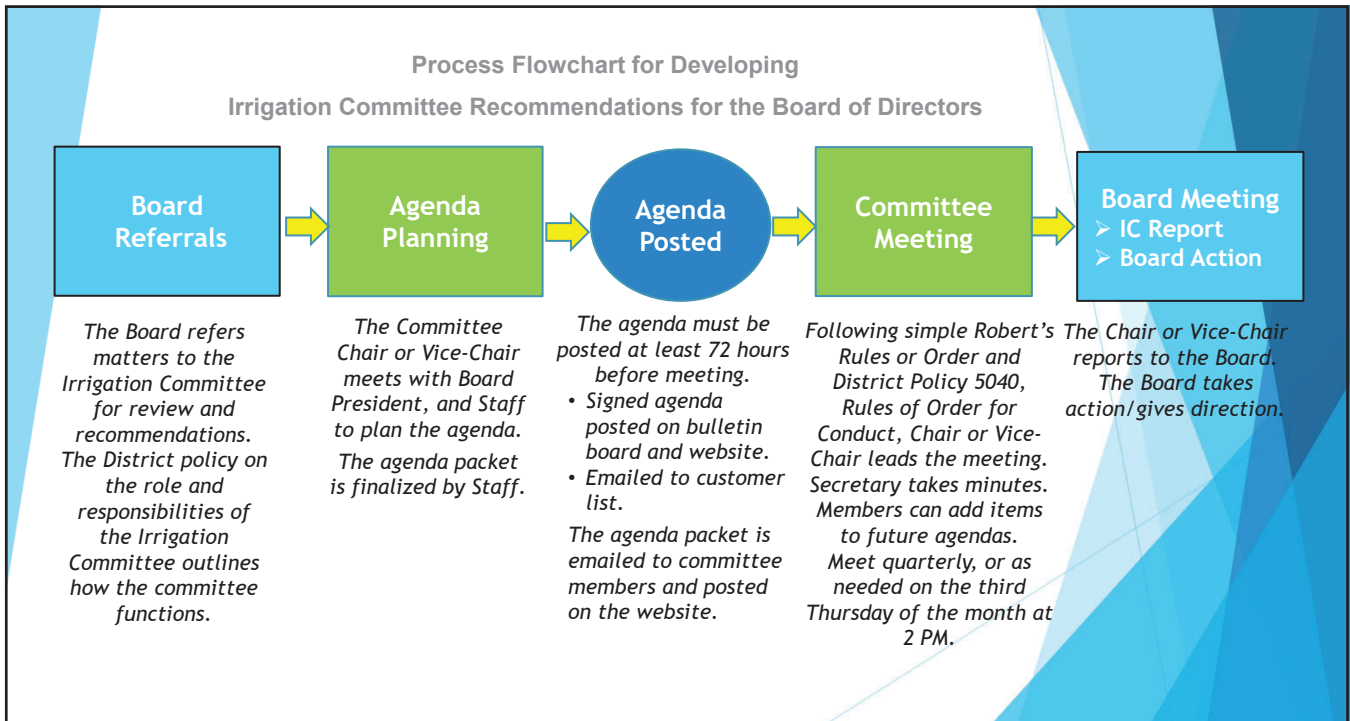 Process Flowchart for Developing
Irrigation Committee Recommendations for the Board of Directors
Board
Referrals
Agenda
Planning
Agenda
Posted
Committee
Meeting
Board Meeting
➢ IC Report
➢ Board Action
The Board refers
matters to the
Irrigation Committee
for review and
recommendations.
The District policy on
the role and
responsibilities of
the Irrigation
Committee outlines
how the committee
functions.
The Committee
Chair or Vice-Chair
meets with Board
President, and Staff
to plan the agenda.
The agenda packet
is finalized by Staff.
The agenda must be
posted at least 72 hours
before meeting.
• Signed agenda
posted on bulletin
board and website.
• Emailed to customer
list.
The agenda packet is
emailed to committee
members and posted
on the website.
Following simple Robert’s
Rules or Order and
District Policy 5040,
Rules of Order for
Conduct, Chair or Vice-
Chair leads the meeting.
Secretary takes minutes.
Members can add items
to future agendas.
Meet quarterly, or as
needed on the third
Thursday of the month at
2 PM.
The Chair or Vice-Chair
reports to the Board.
The Board takes
action/gives direction.